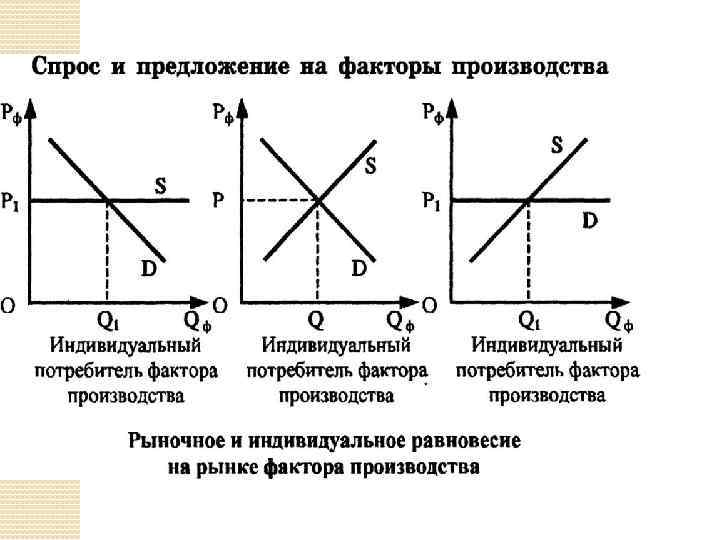 Спрос и предложение на факторы производства
Pф
S
P1
D
O
Q1
Qф
Индивидуальный
потребитель фактора
производства
Pф
S
P
D
O
Q
Qф
Индивидуальный
потребитель фактора
производства
Pф
S
P1
D
O
Q1
Qф
Индивидуальный
потребитель фактора
производства
Рыночное и индивидуальное равновесие
на рынке фактора производства